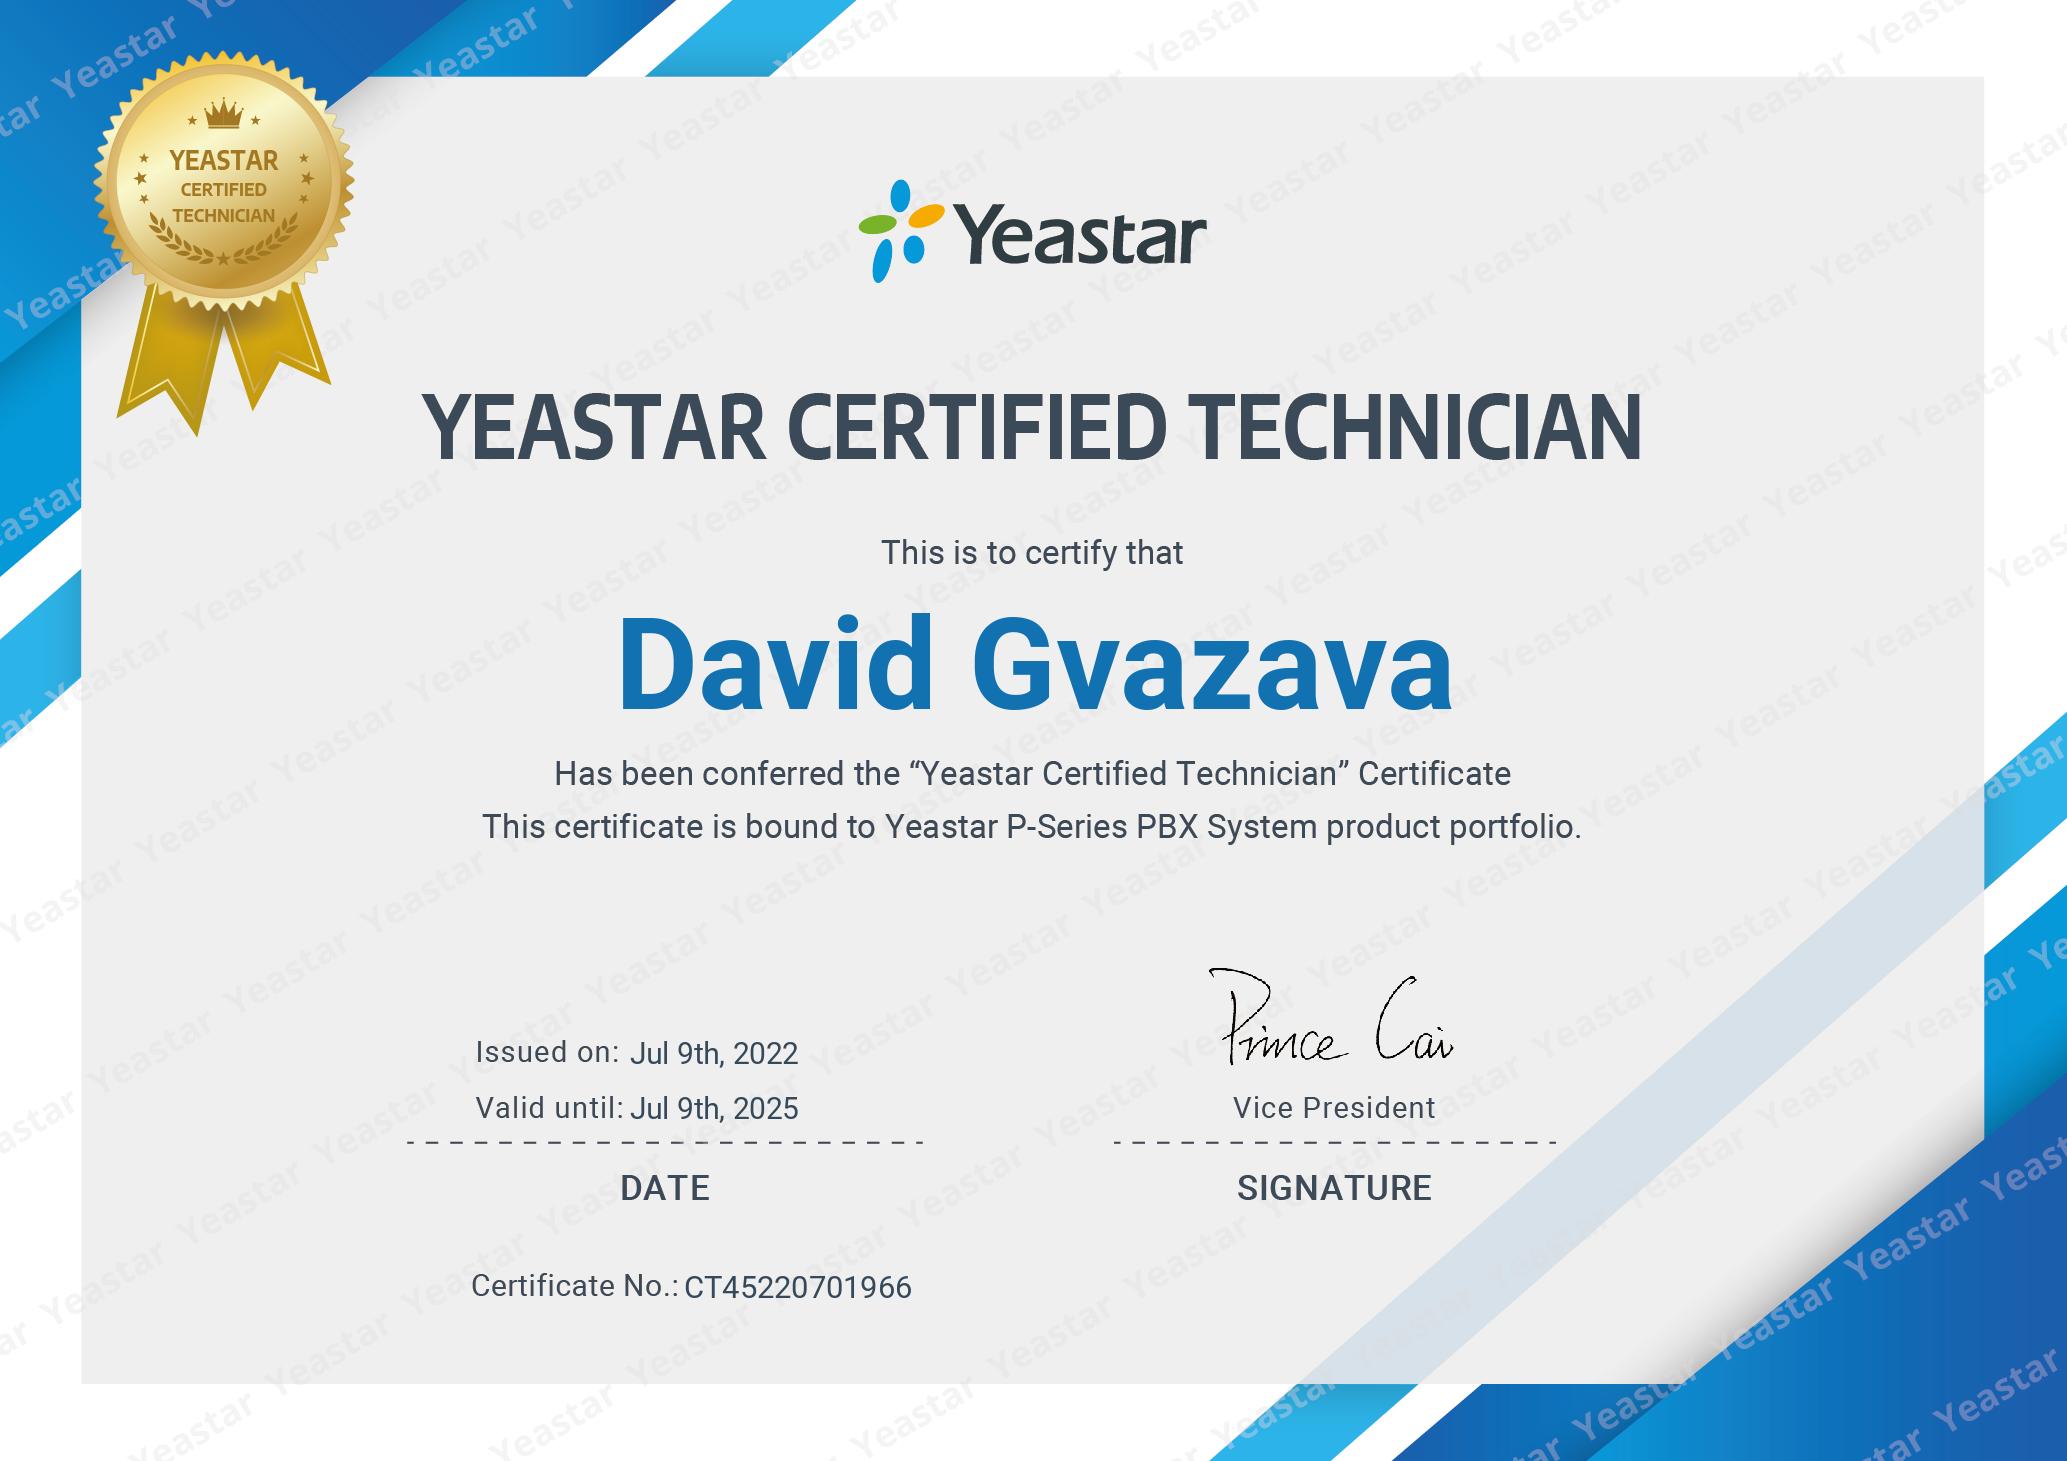 YEASTAR
CERTIFIED
TECHNICIAN
Yeastar
YEASTAR CERTIFIED TECHNICIAN
This is to certify that
David Gvazava
Has been conferred the “Yeastar Certified Technician” Certificate
This certificate is bound to Yeastar P-Series PBX System product portfolio.
Prince Cai
Issued on: Jul 9th, 2022
Valid until: Jul 9th, 2025
Vice President
DATE
SIGNATURE
Certificate No.: CT45220701966